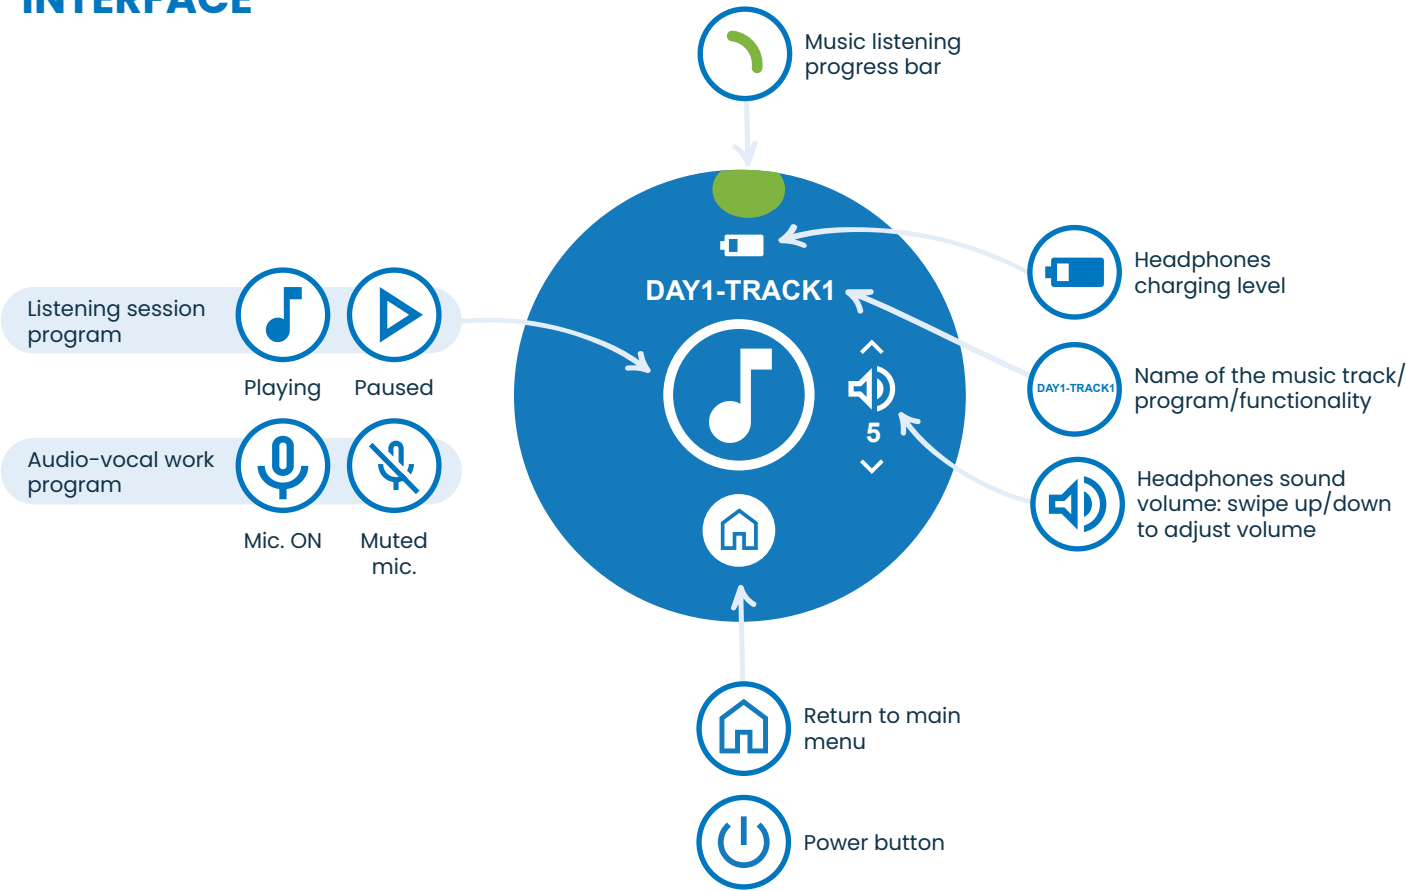 INTERFACE
Music listening
progress bar
Headphones
charging level
DAY1-TRACK1
Listening session
program
Playing
Paused
DAY1-TRACK1
Name of the music track/
program/functionality
5
Audio-vocal work
program
Mic. ON
Muted
mic.
Headphones sound
volume: swipe up/down
to adjust volume
Return to main
menu
Power button